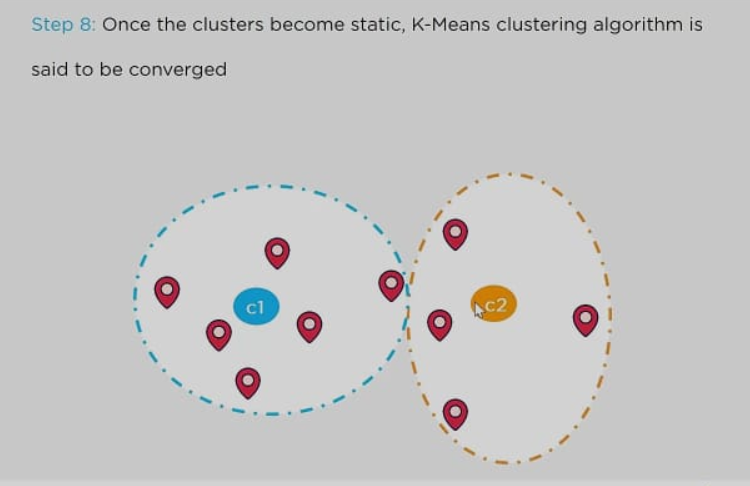 Step 8: Once the clusters become static, K-Means clustering algorithm is
said to be converged
c1
c2